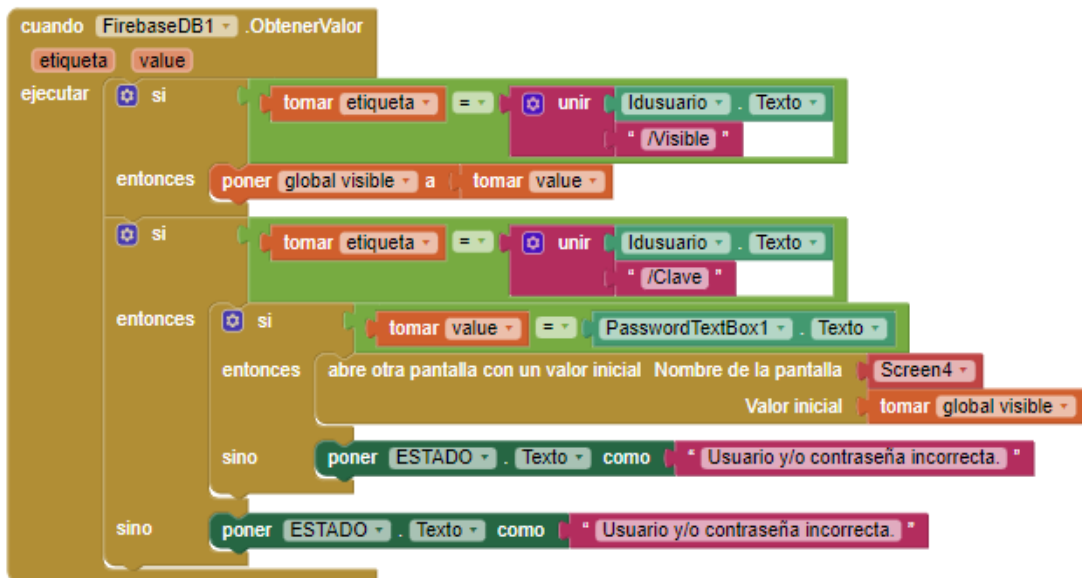 cuando FirebaseDB1 .ObtenerValor
etiqueta value
ejecutar si tomar etiqueta = unir Idusuario . Texto
" /Visible "
entonces poner global visible a tomar value
si tomar etiqueta = unir Idusuario . Texto
" /Clave "
entonces si tomar value = PasswordTextBox1 . Texto
entonces abre otra pantalla con un valor inicial Nombre de la pantalla Screen4
Valor inicial tomar global visible
sino poner ESTADO . Texto como " Usuario y/o contraseña incorrecta. "
sino poner ESTADO . Texto como " Usuario y/o contraseña incorrecta. "